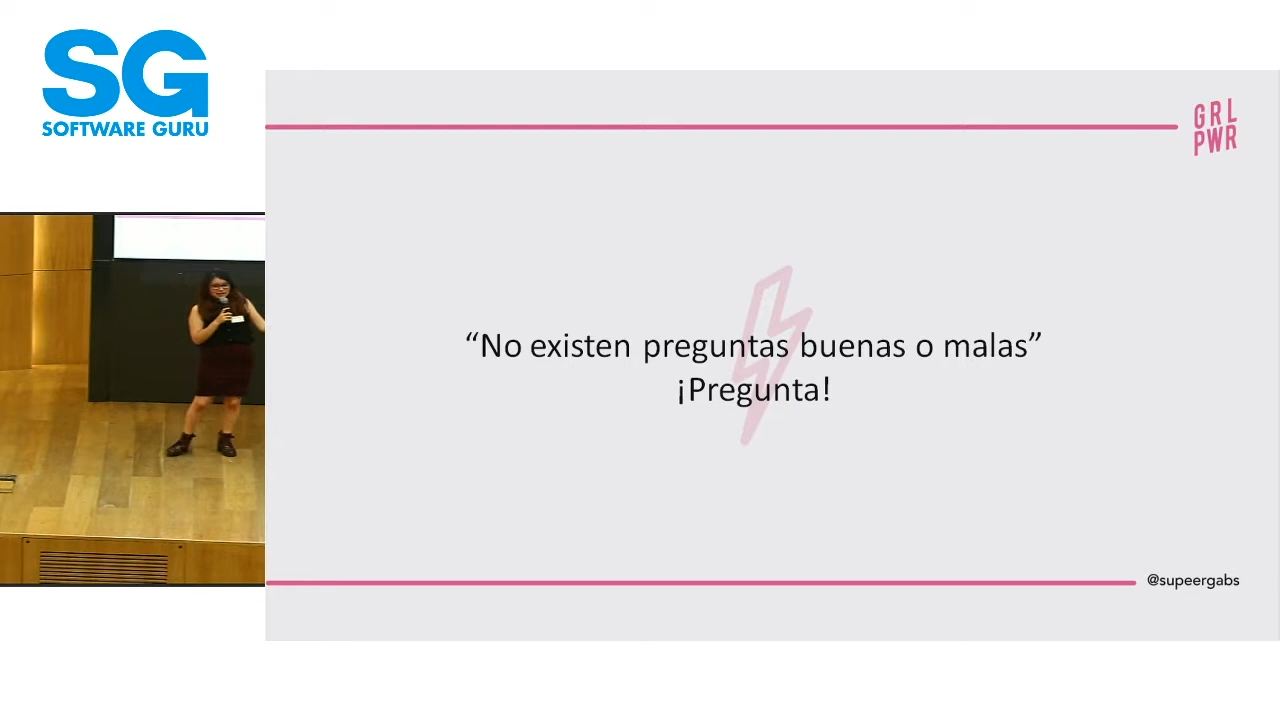 SG
SOFTWARE GURU
GRL
PWR
“No existen preguntas buenas o malas”
¡Pregunta!
@supeergabs